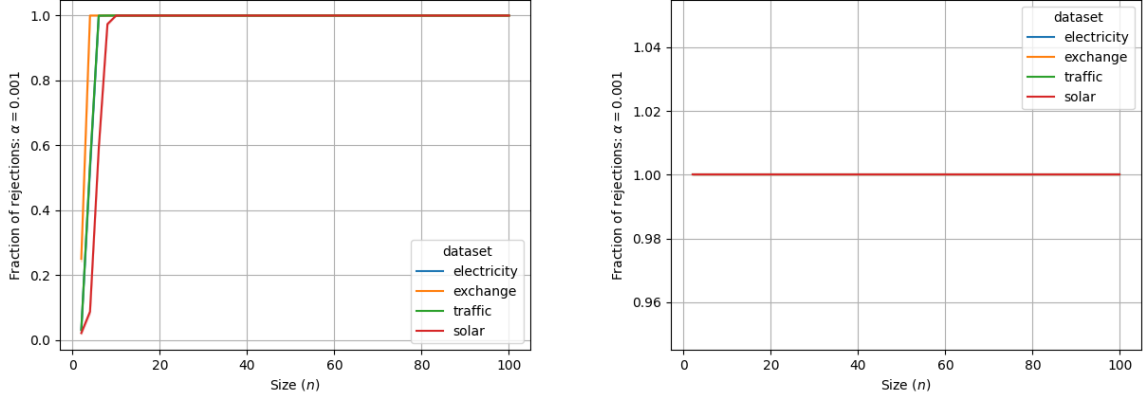 1.0
0.8
0.6
0.4
0.2
0.0
Fraction of rejections: α = 0.001
0
20
40
60
80
100
Size (n)
dataset
electricity
exchange
traffic
solar
1.04
1.02
1.00
0.98
0.96
Fraction of rejections: α = 0.001
0
20
40
60
80
100
Size (n)
dataset
electricity
exchange
traffic
solar